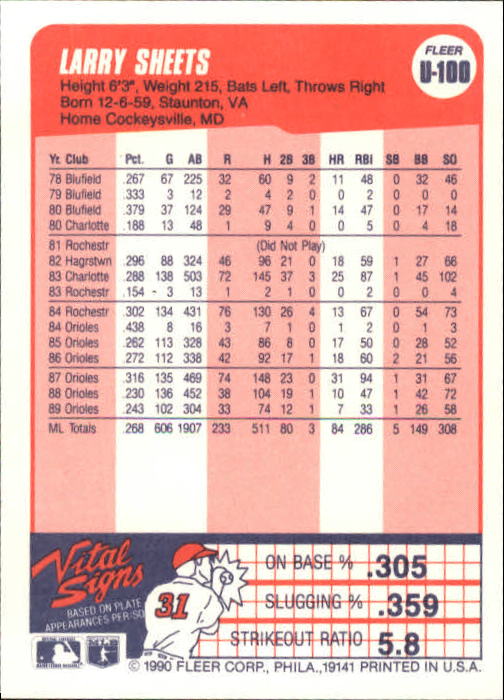 LARRY SHEETS
FLEER
U-100
Height 6'3", Weight 215, Bats Left, Throws Right
Born 12-6-59, Staunton, VA
Home Cockeysville, MD
Yr. Club Pct. G AB R H 2B 3B HR RBI SB BB SO
78 Blufield .267 67 225 32 60 9 2 11 48 0 32 46
79 Blufield .333 3 12 2 4 2 0 0 2 0 0 0
80 Blufield .379 37 124 29 47 9 1 14 47 0 17 14
80 Charlotte .188 13 48 1 9 4 0 0 5 0 4 18
81 Rochestr (Did Not Play)
82 Hagrstwn .296 88 324 46 96 21 0 18 59 1 27 66
83 Charlotte .288 138 503 72 145 37 3 25 87 1 45 102
83 Rochestr .154 - 3 13 1 2 1 0 0 2 0 0 4
84 Rochestr .302 134 431 76 130 26 4 13 67 0 54 73
84 Orioles .438 8 16 3 7 1 0 1 2 0 1 3
85 Orioles .262 113 328 43 86 8 0 17 50 0 28 52
86 Orioles .272 112 338 42 92 17 1 18 60 2 21 56
87 Orioles .316 135 469 74 148 23 0 31 94 1 31 67
88 Orioles .230 136 452 38 104 19 1 10 47 1 42 72
89 Orioles .243 102 304 33 74 12 1 7 33 1 26 58
ML Totals .268 606 1907 233 511 80 3 84 286 5 149 308
Vital
Signs
BASED ON PLATE
APPEARANCES PER/SO
31
ON BASE % .305
SLUGGING % .359
STRIKEOUT RATIO 5.8
© 1990 FLEER CORP., PHILA., 19141 PRINTED IN U.S.A.